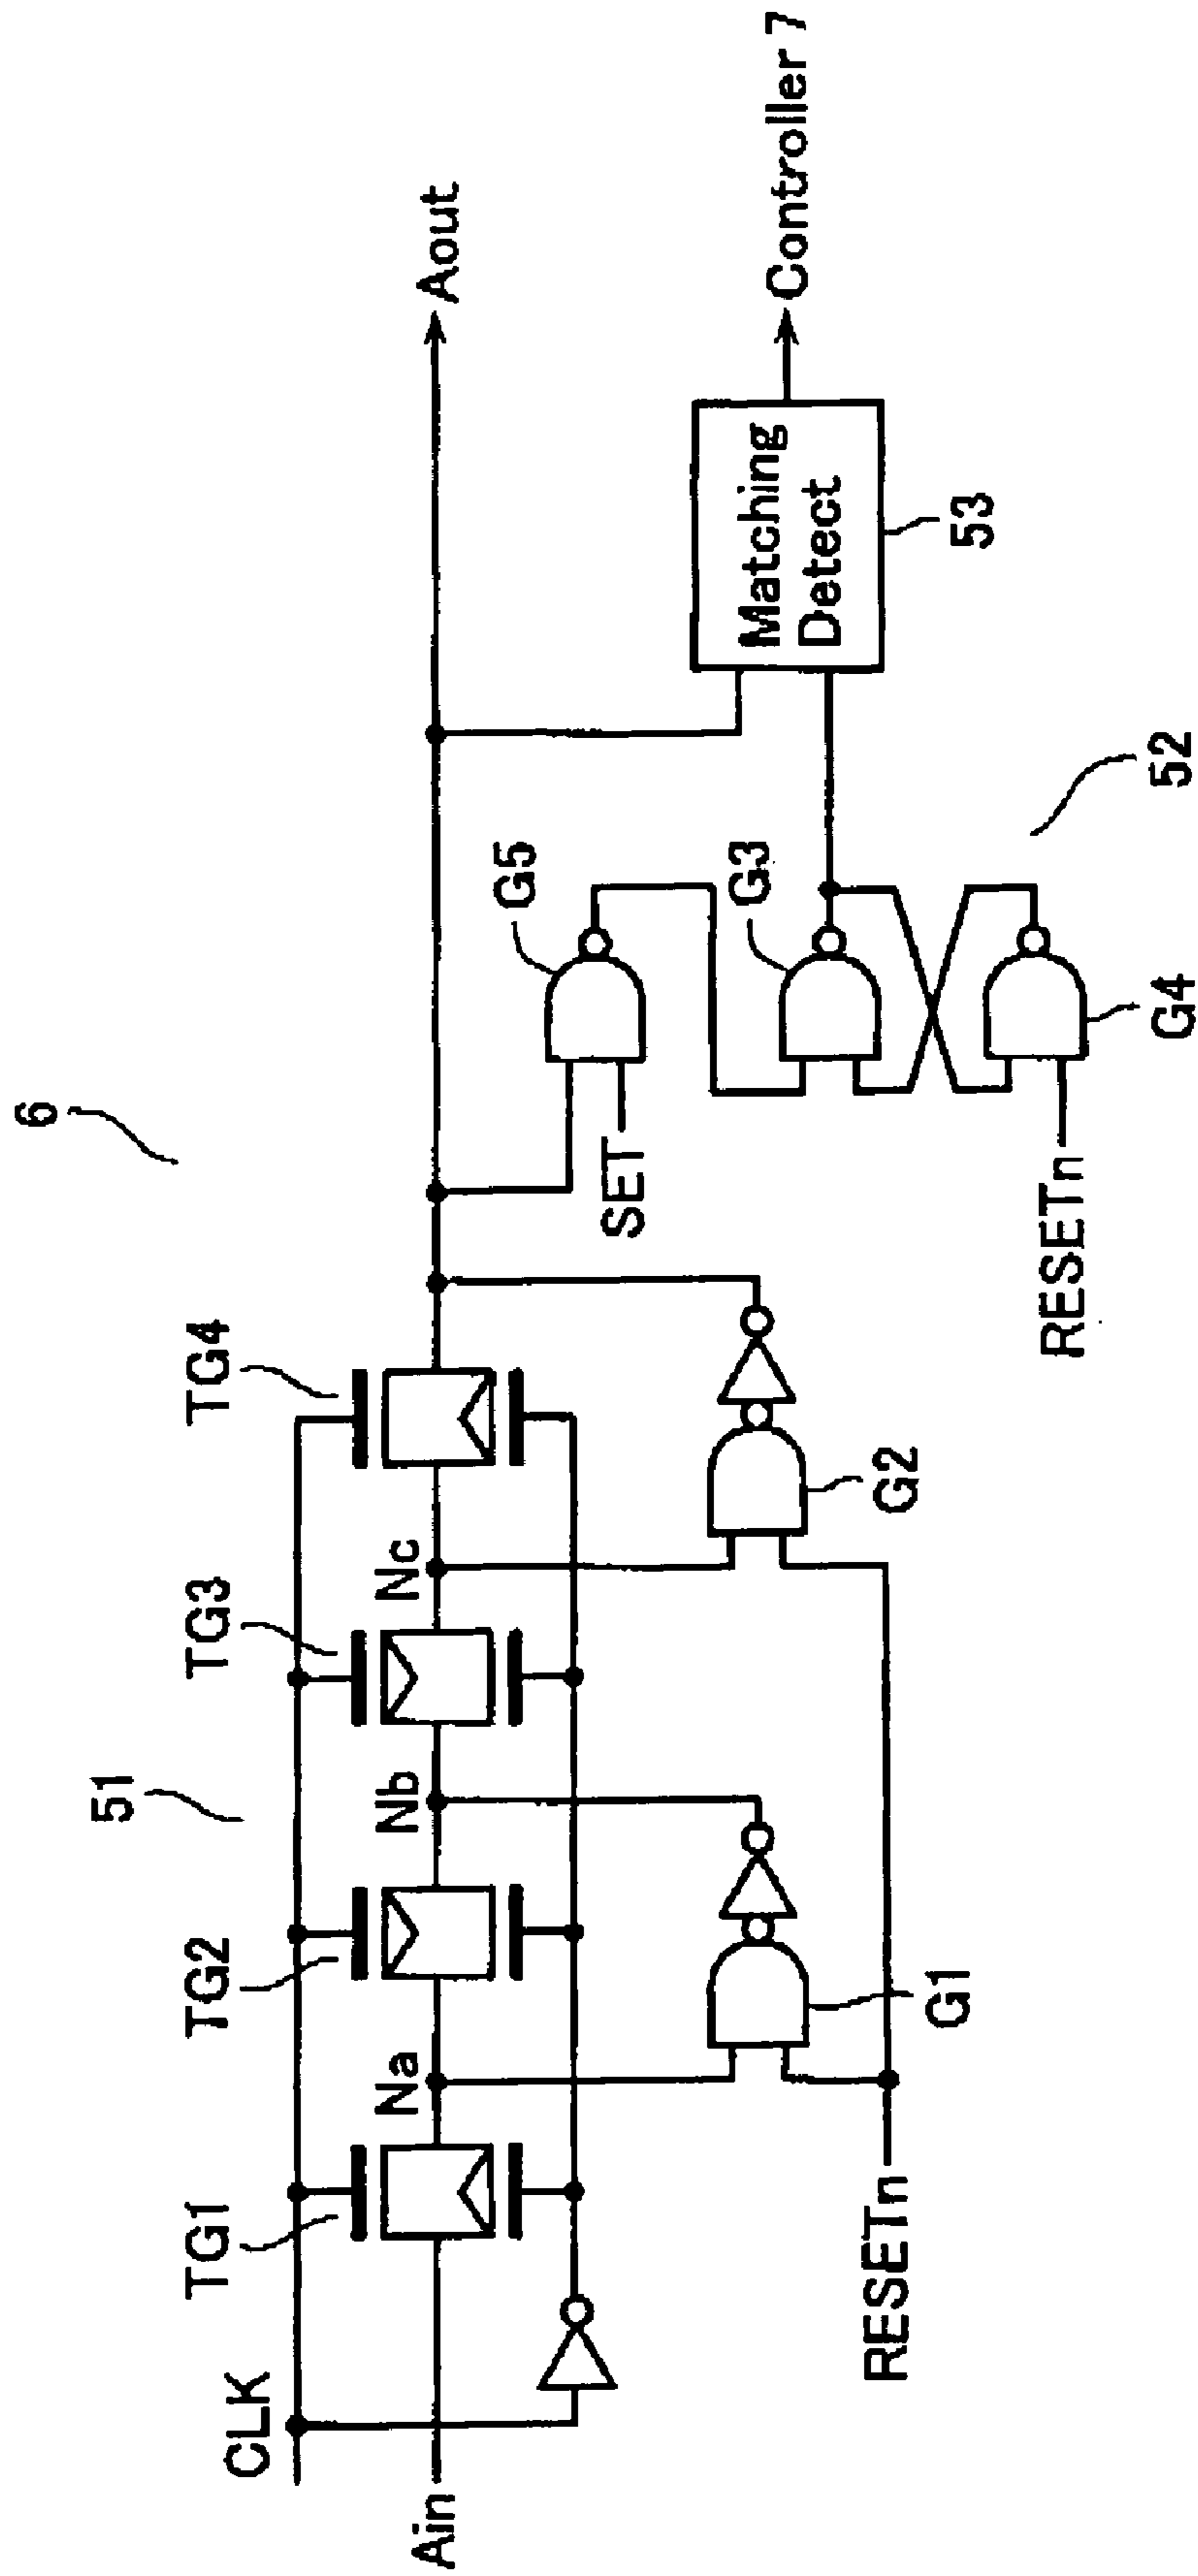 6
51
TG1
TG2
TG3
TG4
CLK
Ain
Na
Nb
Nc
Aout
G5
SET
G3
Controller 7
Matching
Detect
53
52
G1
G2
RESETn
RESETn
G4